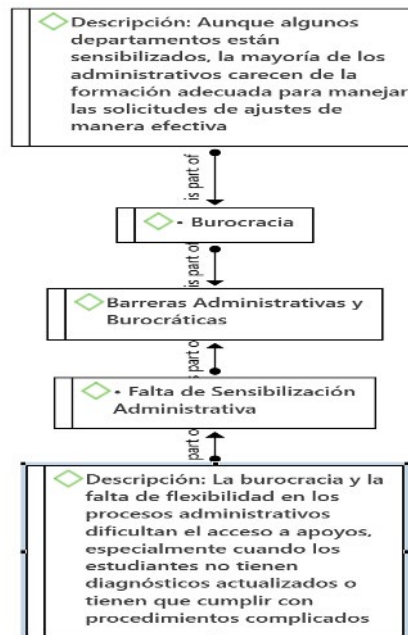 Descripción: Aunque algunos
departamentos están
sensibilizados, la mayoría de los
administrativos carecen de la
formación adecuada para manejar
las solicitudes de ajustes de
manera efectiva
is part of
• Burocracia
is part of
Barreras Administrativas y
Burocráticas
s part o
• Falta de Sensibilización
Administrativa
part o
Descripción: La burocracia y la
falta de flexibilidad en los
procesos administrativos
dificultan el acceso a apoyos,
especialmente cuando los
estudiantes no tienen
diagnósticos actualizados o
tienen que cumplir con
procedimientos complicados